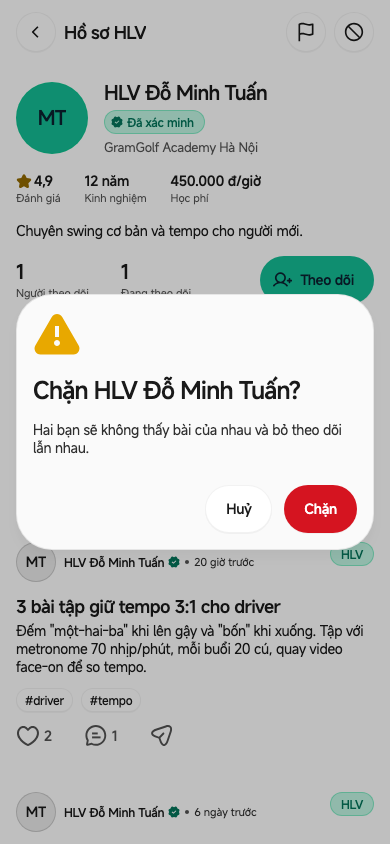 Hồ sơ HLV
MT
HLV Đỗ Minh Tuấn
Đã xác minh
GramGolf Academy Hà Nội
4,9
12 năm
450.000 đ/giờ
Đánh giá
Kinh nghiệm
Học phí
Chuyên swing cơ bản và tempo cho người mới.
1
1
Theo dõi
Người theo dõi
Đang theo dõi
Chặn HLV Đỗ Minh Tuấn?
Hai bạn sẽ không thấy bài của nhau và bỏ theo dõi
lẫn nhau.
Huỷ
Chặn
MT
HLV Đỗ Minh Tuấn
• 20 giờ trước
HLV
3 bài tập giữ tempo 3:1 cho driver
Đếm "một-hai-ba" khi lên gậy và "bốn" khi xuống. Tập với
metronome 70 nhịp/phút, mỗi buổi 20 cú, quay video
face-on để so tempo.
#driver
#tempo
2
1
MT
HLV Đỗ Minh Tuấn
• 6 ngày trước
HLV